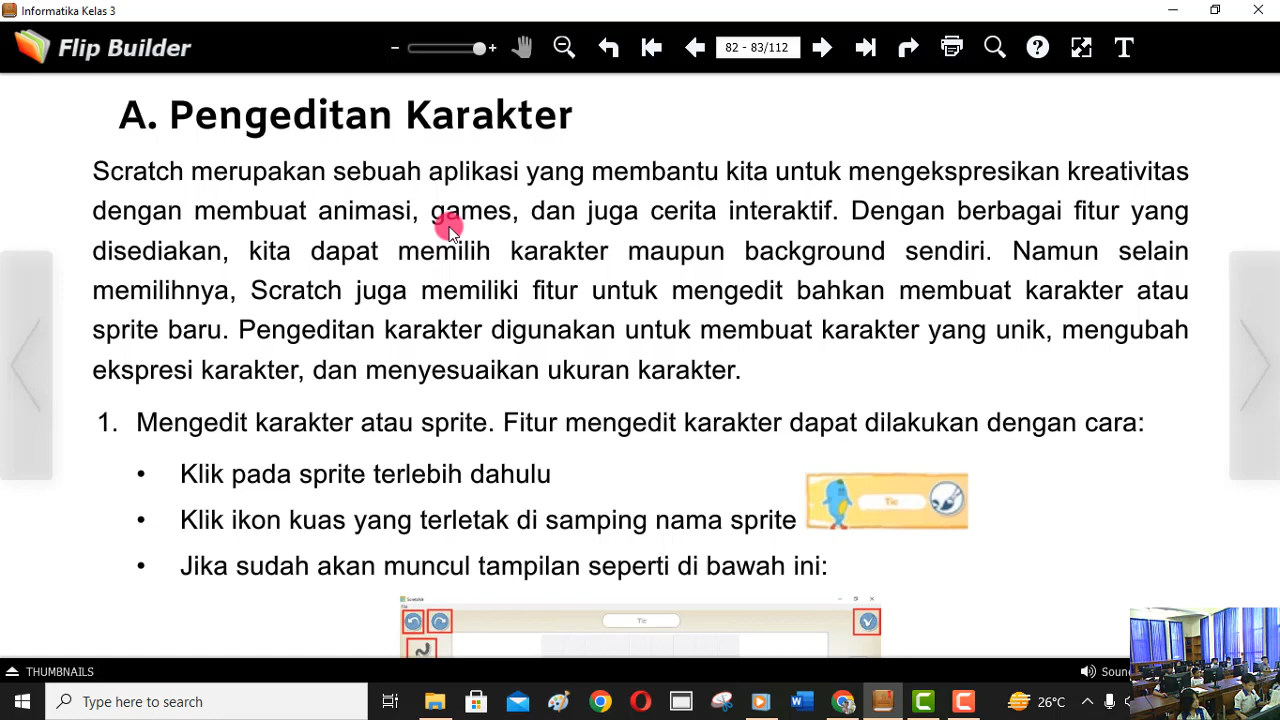 Informatika Kelas 3
Flip Builder
82 - 83/112
A. Pengeditan Karakter
Scratch merupakan sebuah aplikasi yang membantu kita untuk mengekspresikan kreativitas
dengan membuat animasi, games, dan juga cerita interaktif. Dengan berbagai fitur yang
disediakan, kita dapat memilih karakter maupun background sendiri. Namun selain
memilihnya, Scratch juga memiliki fitur untuk mengedit bahkan membuat karakter atau
sprite baru. Pengeditan karakter digunakan untuk membuat karakter yang unik, mengubah
ekspresi karakter, dan menyesuaikan ukuran karakter.
1. Mengedit karakter atau sprite. Fitur mengedit karakter dapat dilakukan dengan cara:
• Klik pada sprite terlebih dahulu
• Klik ikon kuas yang terletak di samping nama sprite
Tic
• Jika sudah akan muncul tampilan seperti di bawah ini:
Tic
THUMBNAILS
Type here to search
26°C